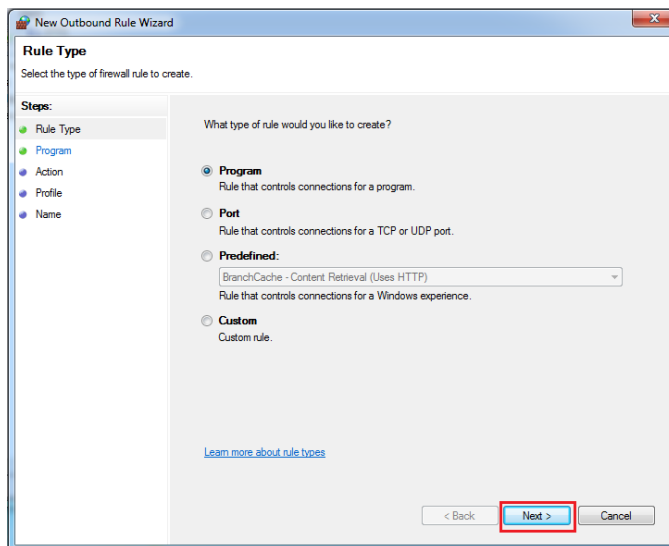 New Outbound Rule Wizard
Rule Type
Select the type of firewall rule to create.
Steps:
Rule Type
Program
Action
Profile
Name
What type of rule would you like to create?
Program
Rule that controls connections for a program.
Port
Rule that controls connections for a TCP or UDP port.
Predefined:
BranchCache - Content Retrieval (Uses HTTP)
Rule that controls connections for a Windows experience.
Custom
Custom rule.
Learn more about rule types
< Back Next > Cancel